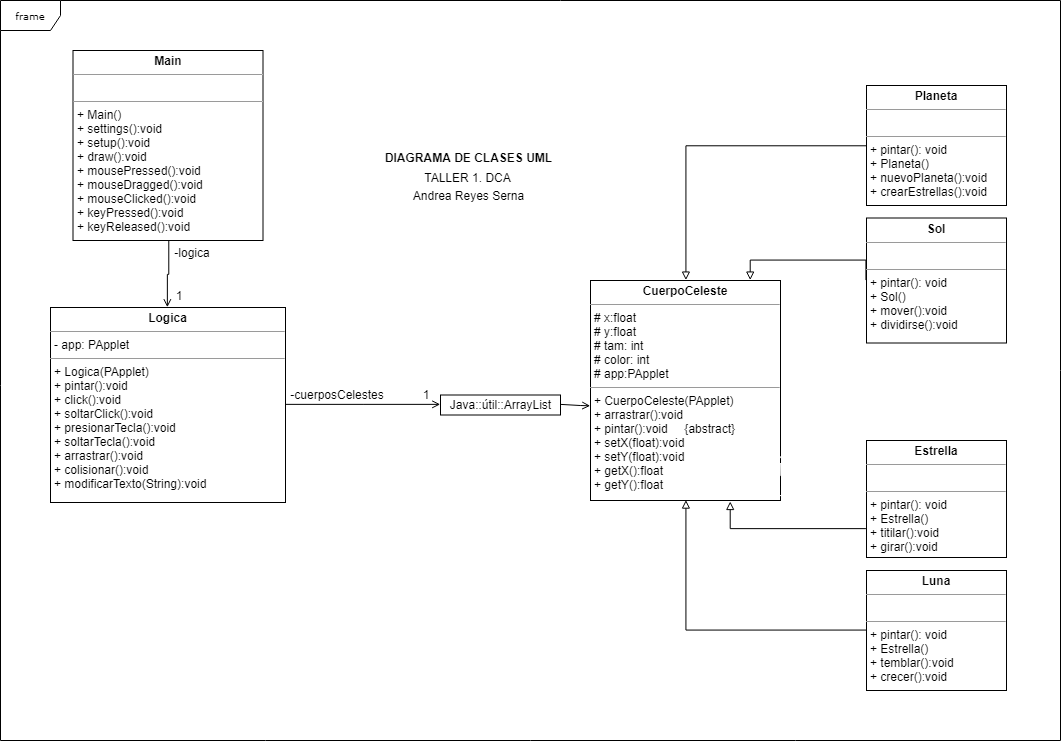 frame
Main
+ Main()
+ settings():void
+ setup():void
+ draw():void
+ mousePressed():void
+ mouseDragged():void
+ mouseClicked():void
+ keyPressed():void
+ keyReleased():void
-logica
1
DIAGRAMA DE CLASES UML
TALLER 1. DCA
Andrea Reyes Serna
Logica
- app: PApplet
+ Logica(PApplet)
+ pintar():void
+ click():void
+ soltarClick():void
+ presionarTecla():void
+ soltarTecla():void
+ arrastrar():void
+ colisionar():void
+ modificarTexto(String):void
-cuerposCelestes
1
Java::útil::ArrayList
CuerpoCeleste
# x:float
# y:float
# tam: int
# color: int
# app:PApplet
+ CuerpoCeleste(PApplet)
+ arrastrar():void
+ pintar():void {abstract}
+ setX(float):void
+ setY(float):void
+ getX():float
+ getY():float
Planeta
+ pintar(): void
+ Planeta()
+ nuevoPlaneta():void
+ crearEstrellas():void
Sol
+ pintar(): void
+ Sol()
+ mover():void
+ dividirse():void
Estrella
+ pintar(): void
+ Estrella()
+ titilar():void
+ girar():void
Luna
+ pintar(): void
+ Estrella()
+ temblar():void
+ crecer():void